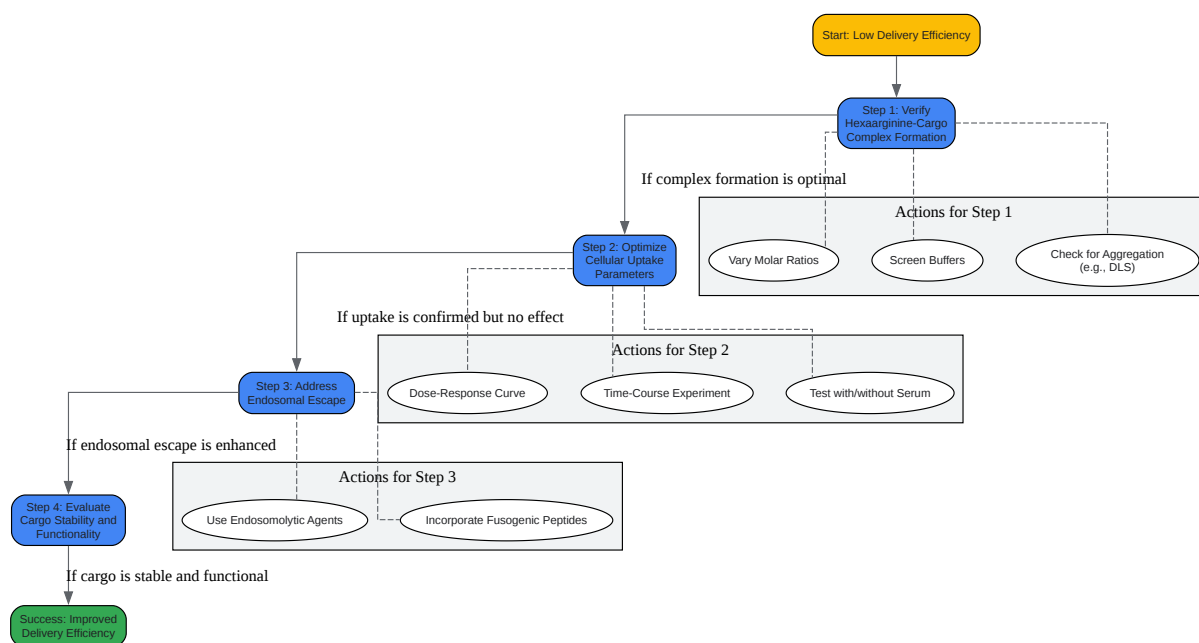 Start: Low Delivery Efficiency
Step 1: Verify
Hexaarginine-Cargo
Complex Formation
If complex formation is optimal
Actions for Step 1
Vary Molar Ratios
Screen Buffers
Check for Aggregation
(e.g., DLS)
Step 2: Optimize
Cellular Uptake
Parameters
If uptake is confirmed but no effect
Actions for Step 2
Dose-Response Curve
Time-Course Experiment
Test with/without Serum
Step 3: Address
Endosomal Escape
If endosomal escape is enhanced
Actions for Step 3
Use Endosomolytic Agents
Incorporate Fusogenic Peptides
Step 4: Evaluate
Cargo Stability and
Functionality
If cargo is stable and functional
Success: Improved
Delivery Efficiency